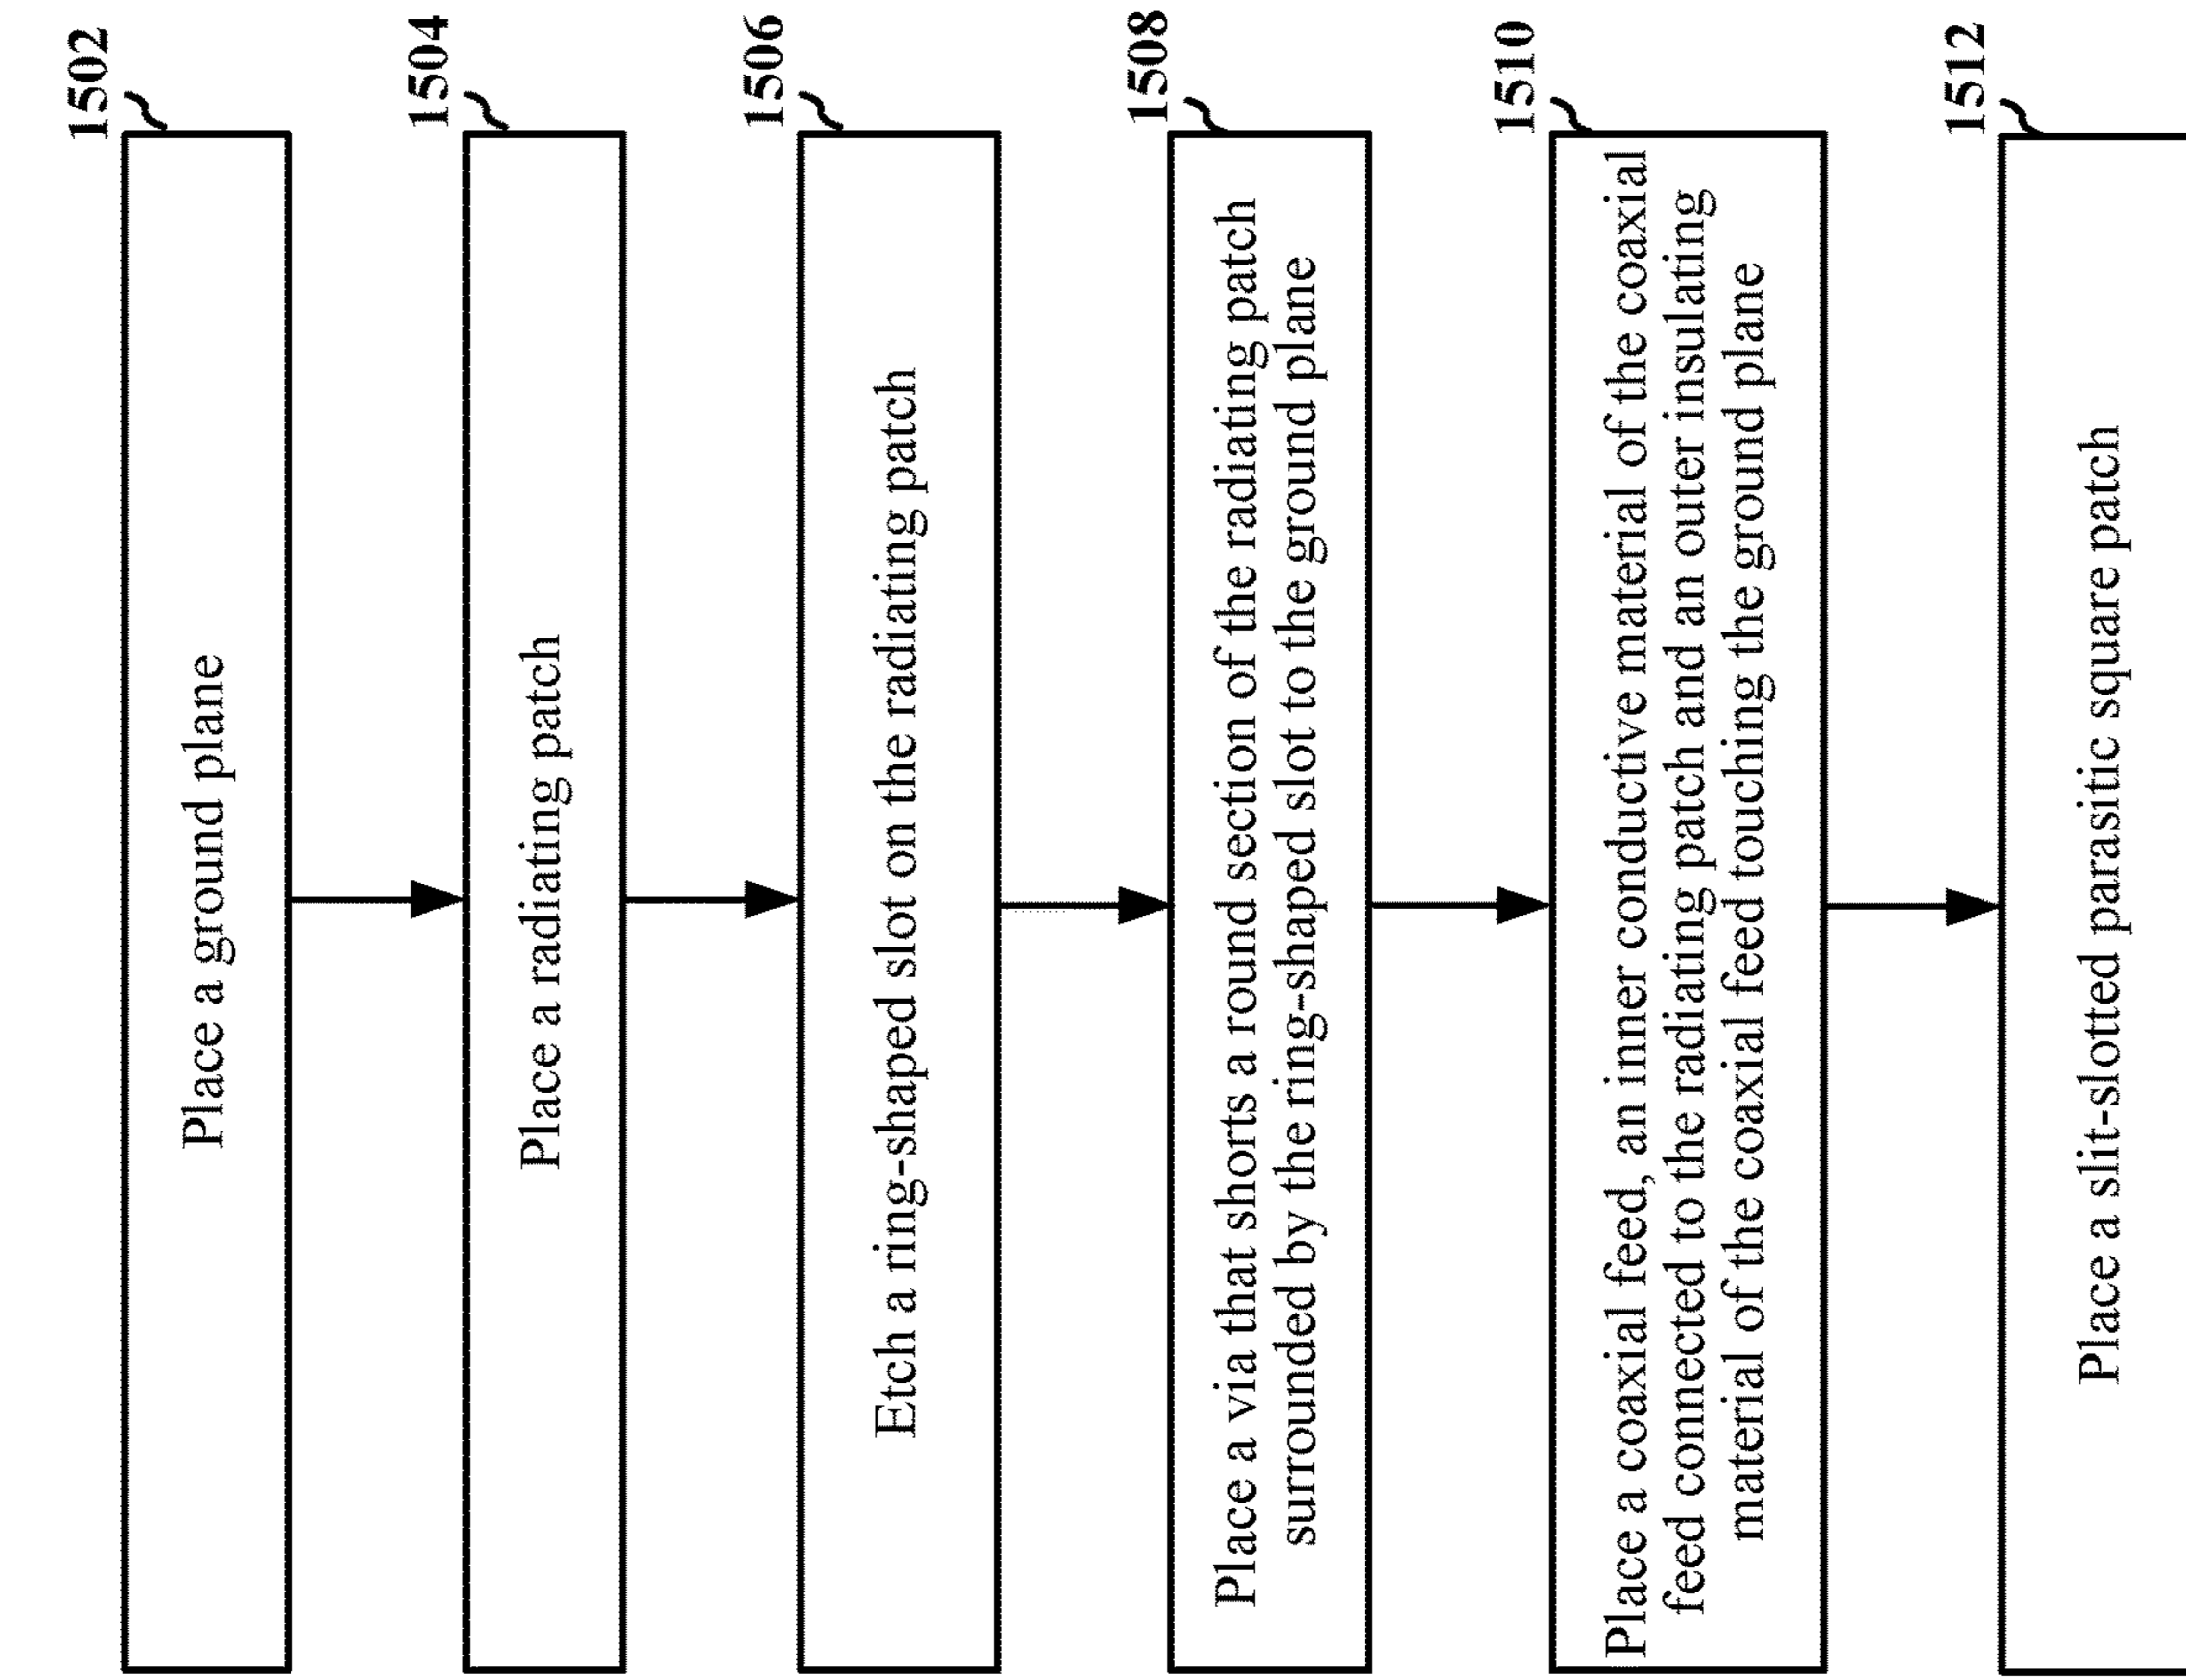 1502
Place a ground plane
1504
Place a radiating patch
1506
Etch a ring-shaped slot on the radiating patch
1508
Place a via that shorts a round section of the radiating patch
surrounded by the ring-shaped slot to the ground plane
1510
Place a coaxial feed, an inner conductive material of the coaxial
feed connected to the radiating patch and an outer insulating
material of the coaxial feed touching the ground plane
1512
Place a slit-slotted parasitic square patch